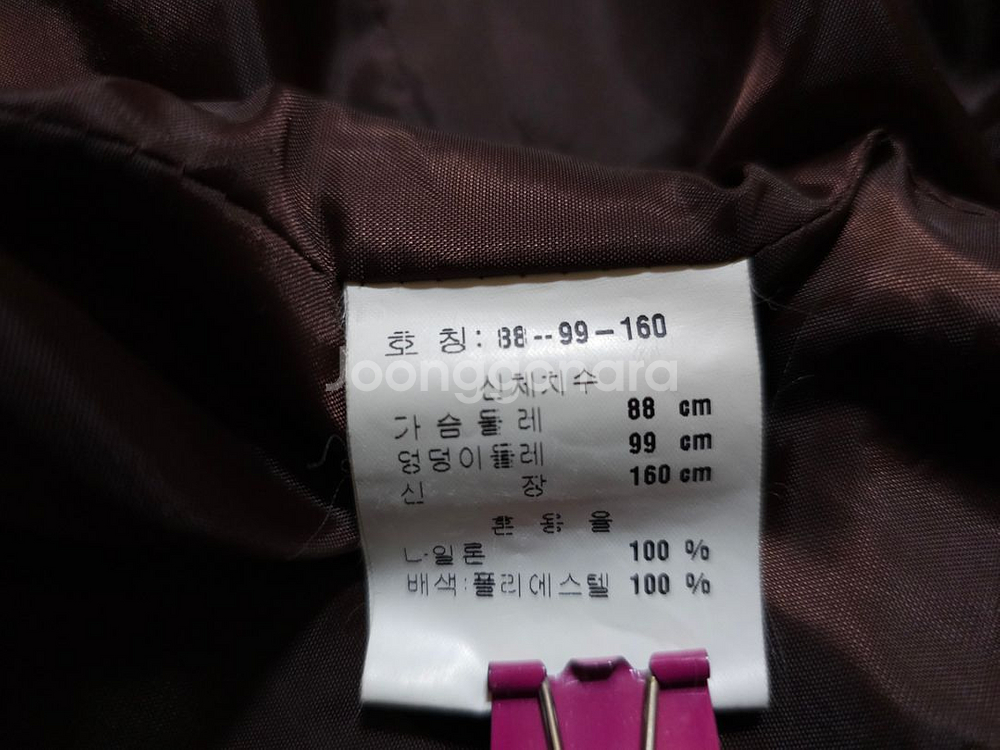 호 칭: 88--99-160
Joonggonara
신체치수
가슴둘레 88 cm
엉덩이둘레 99 cm
신 장 160 cm
혼 용 율
나일론 100 %
배색:폴리에스텔 100 %